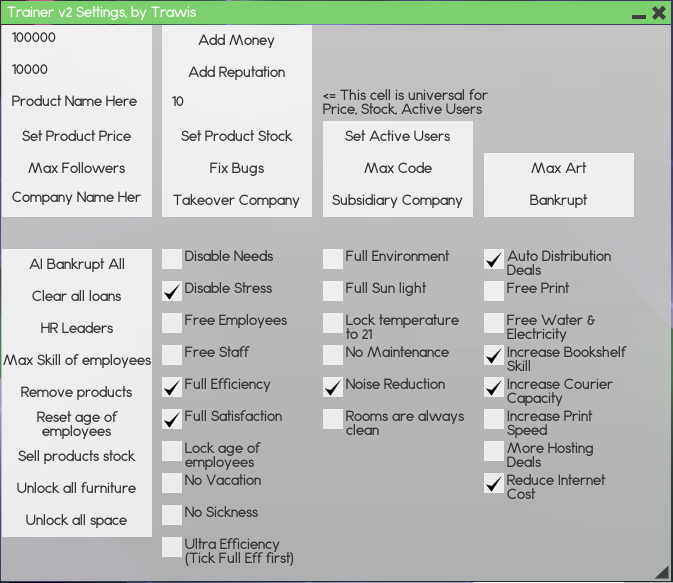 Trainer v2 Settings, by Trawis
100000
Add Money
10000
Add Reputation
Product Name Here
10
<= This cell is universal for
Price, Stock, Active Users
Set Product Price
Set Product Stock
Set Active Users
Max Followers
Fix Bugs
Max Code
Max Art
Company Name Her
Takeover Company
Subsidiary Company
Bankrupt
AI Bankrupt All
Clear all loans
HR Leaders
Max Skill of employees
Remove products
Reset age of
employees
Sell products stock
Unlock all furniture
Unlock all space
Disable Needs
Disable Stress
Free Employees
Free Staff
Full Efficiency
Full Satisfaction
Lock age of
employees
No Vacation
No Sickness
Ultra Efficiency
(Tick Full Eff first)
Full Environment
Full Sun light
Lock temperature
to 21
No Maintenance
Noise Reduction
Rooms are always
clean
Auto Distribution
Deals
Free Print
Free Water &
Electricity
Increase Bookshelf
Skill
Increase Courier
Capacity
Increase Print
Speed
More Hosting
Deals
Reduce Internet
Cost